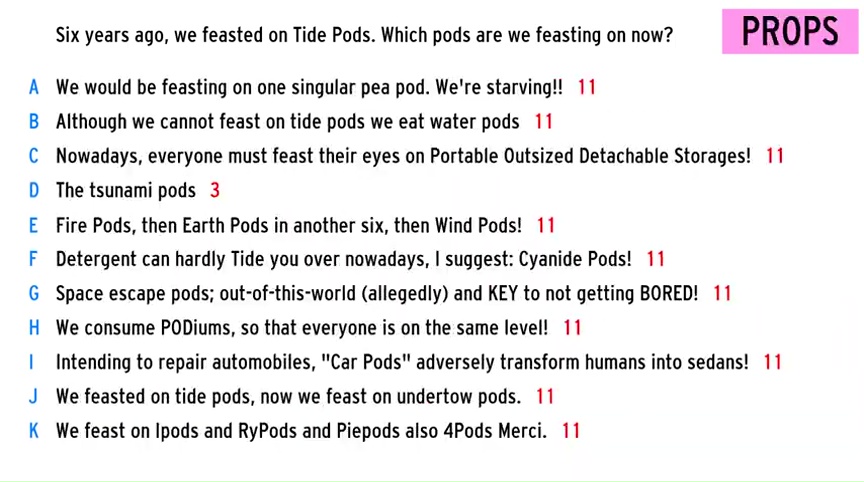 Six years ago, we feasted on Tide Pods. Which pods are we feasting on now?
PROPS
A We would be feasting on one singular pea pod. We're starving!! 11
B Although we cannot feast on tide pods we eat water pods 11
C Nowadays, everyone must feast their eyes on Portable Outsized Detachable Storages! 11
D The tsunami pods 3
E Fire Pods, then Earth Pods in another six, then Wind Pods! 11
F Detergent can hardly Tide you over nowadays, I suggest: Cyanide Pods! 11
G Space escape pods; out-of-this-world (allegedly) and KEY to not getting BORED! 11
H We consume PODiums, so that everyone is on the same level! 11
I Intending to repair automobiles, "Car Pods" adversely transform humans into sedans! 11
J We feasted on tide pods, now we feast on undertow pods. 11
K We feast on Ipods and RyPods and Piepods also 4Pods Merci. 11